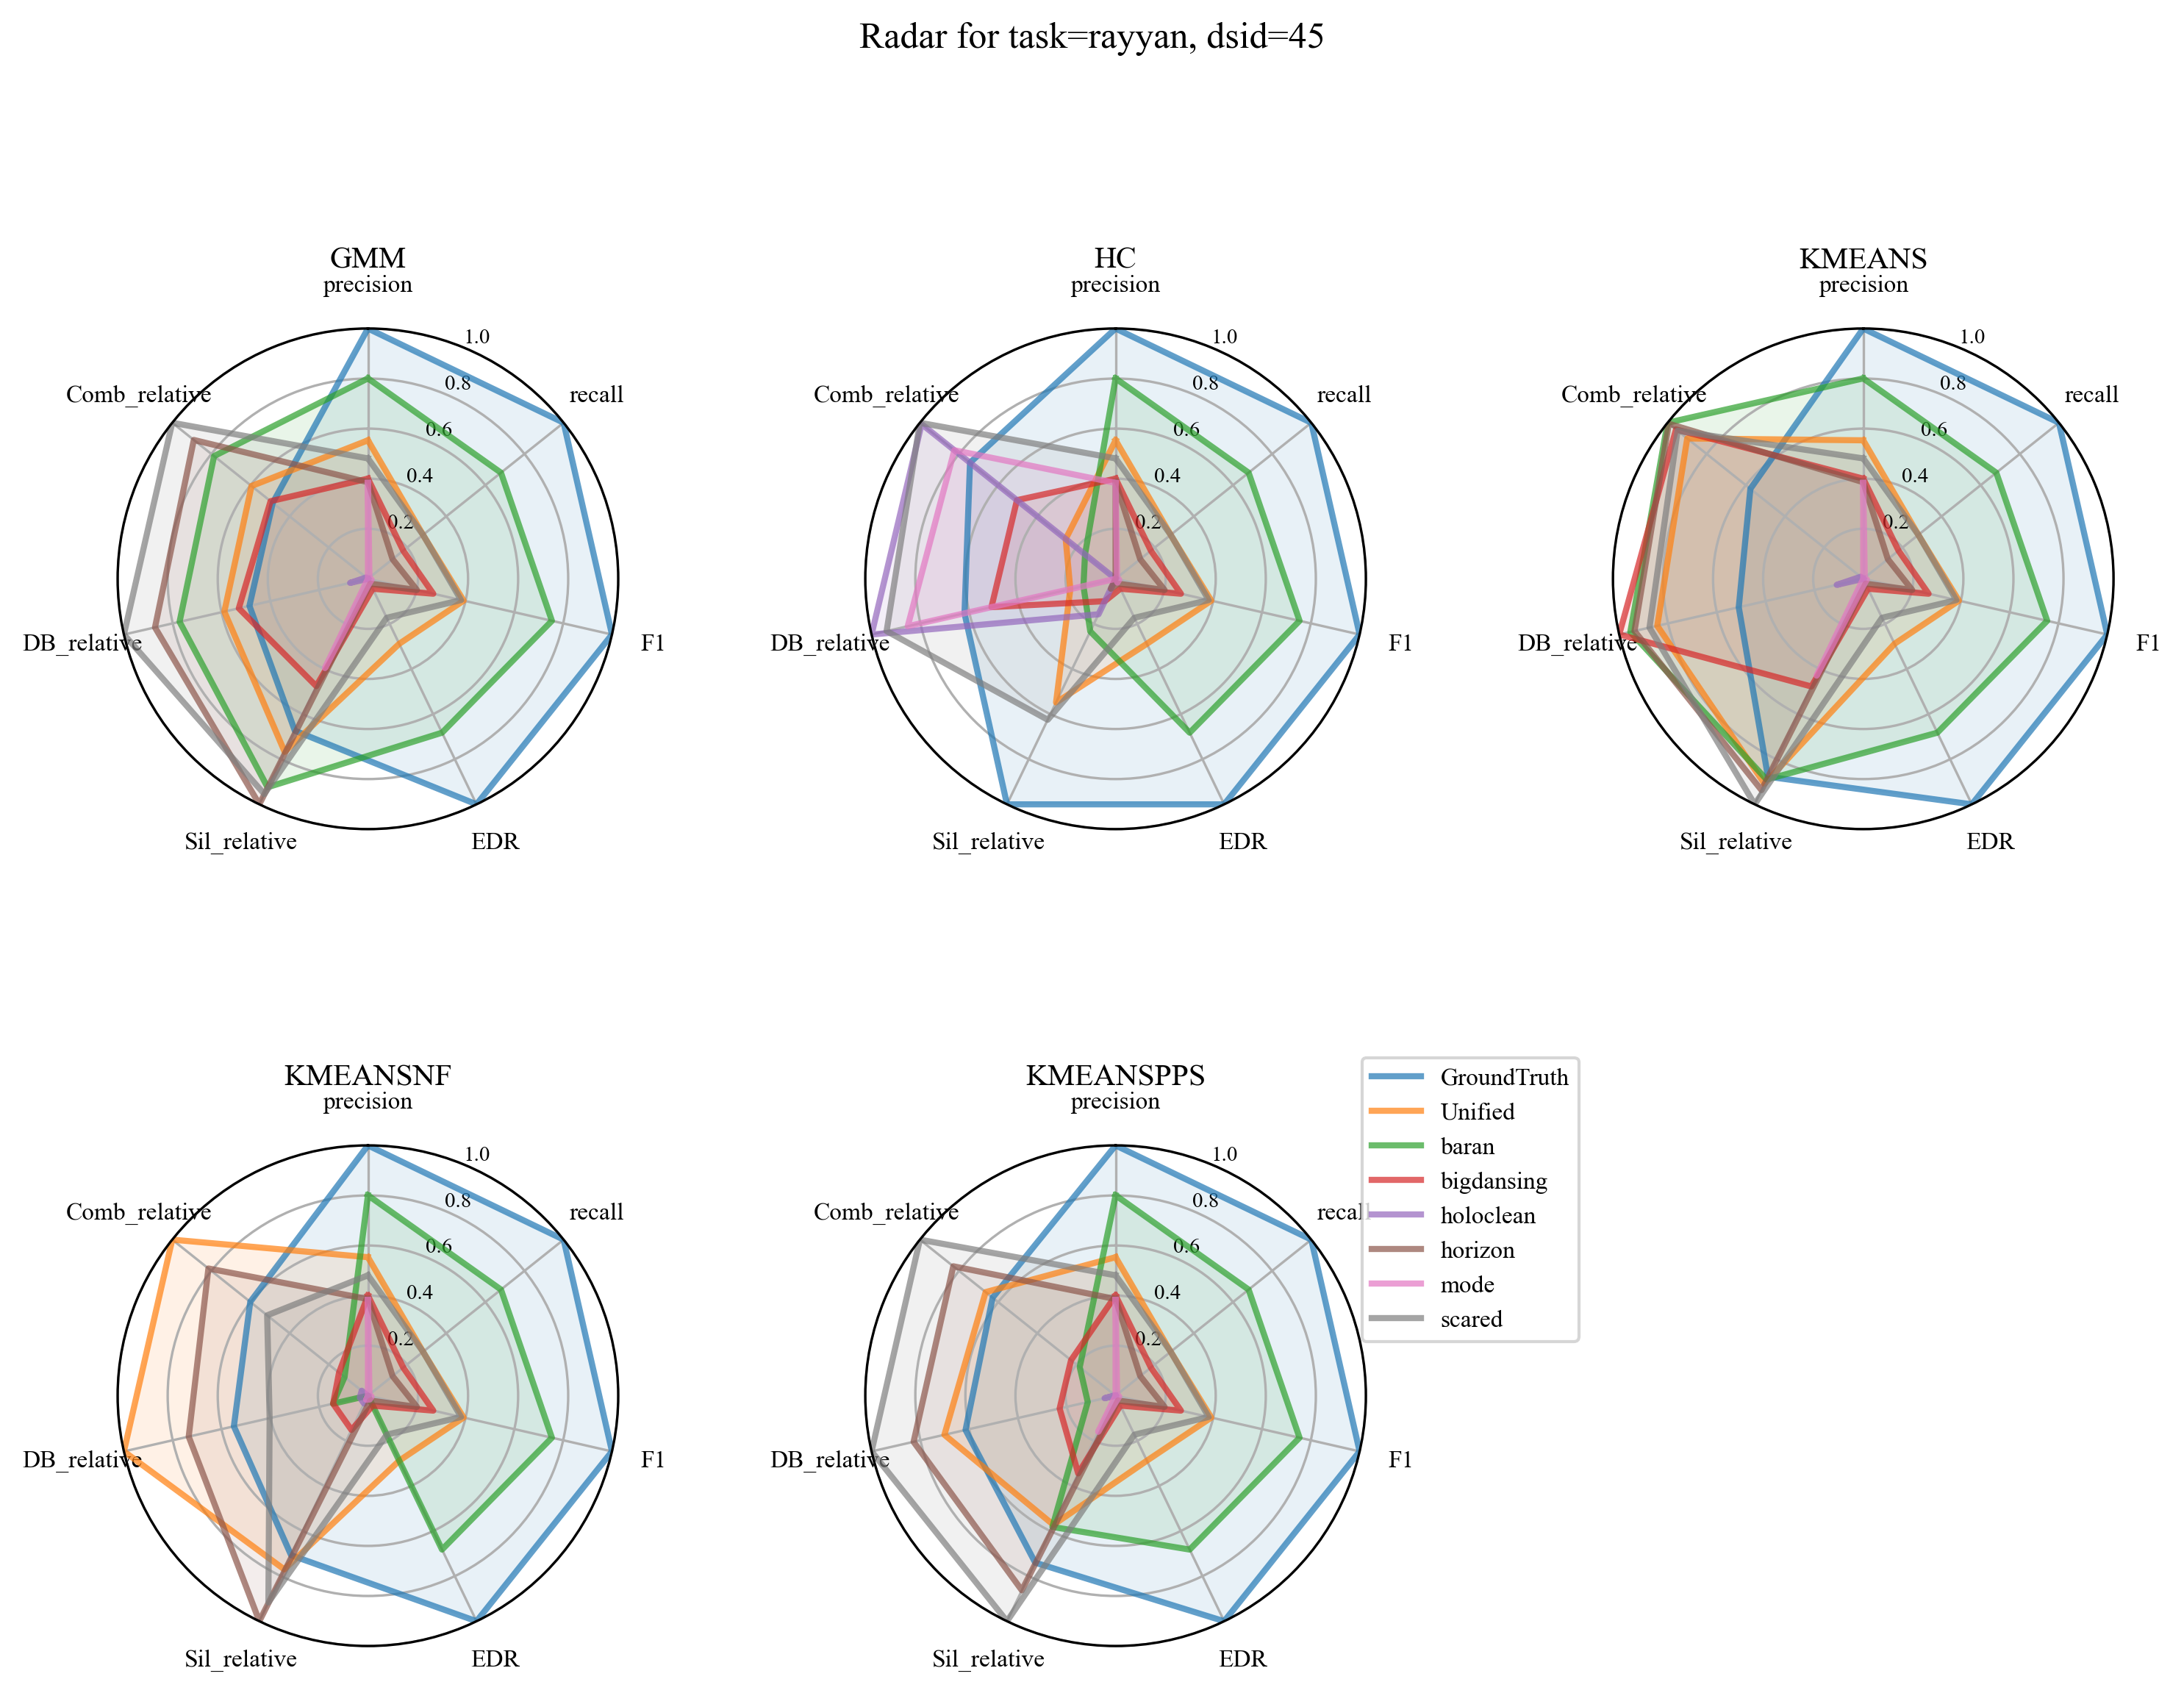 Radar for task=rayyan, dsid=45
GMM
precision
recall
F1
EDR
Sil_relative
DB_relative
Comb_relative
0.2
0.4
0.6
0.8
1.0
HC
precision
recall
F1
EDR
Sil_relative
DB_relative
Comb_relative
0.2
0.4
0.6
0.8
1.0
KMEANS
precision
recall
F1
EDR
Sil_relative
DB_relative
Comb_relative
0.2
0.4
0.6
0.8
1.0
KMEANSNF
precision
recall
F1
EDR
Sil_relative
DB_relative
Comb_relative
0.2
0.4
0.6
0.8
1.0
KMEANSPPS
precision
recall
F1
EDR
Sil_relative
DB_relative
Comb_relative
0.2
0.4
0.6
0.8
1.0
GroundTruth
Unified
baran
bigdansing
holoclean
horizon
mode
scared